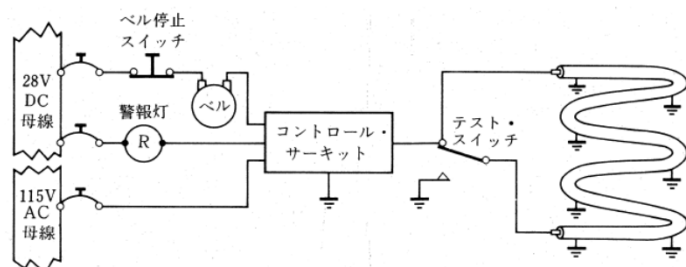 ベル停止
スイッチ
28V
DC
母線
ベル
警報灯
R
コントロール・
サーキット
テスト・
スイッチ
115V
AC
母線